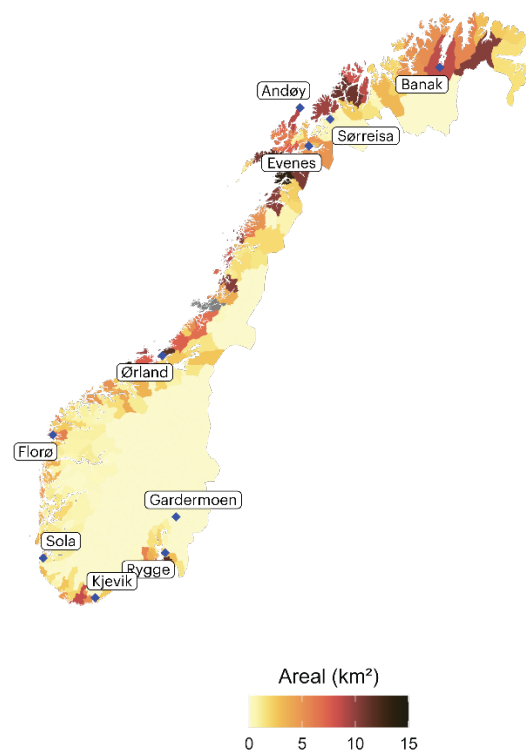 Banak
Andøy
Sørreisa
Evenes
Ørland
Florø
Gardermoen
Sola
Rygge
Kjevik
Areal (km²)
0 5 10 15